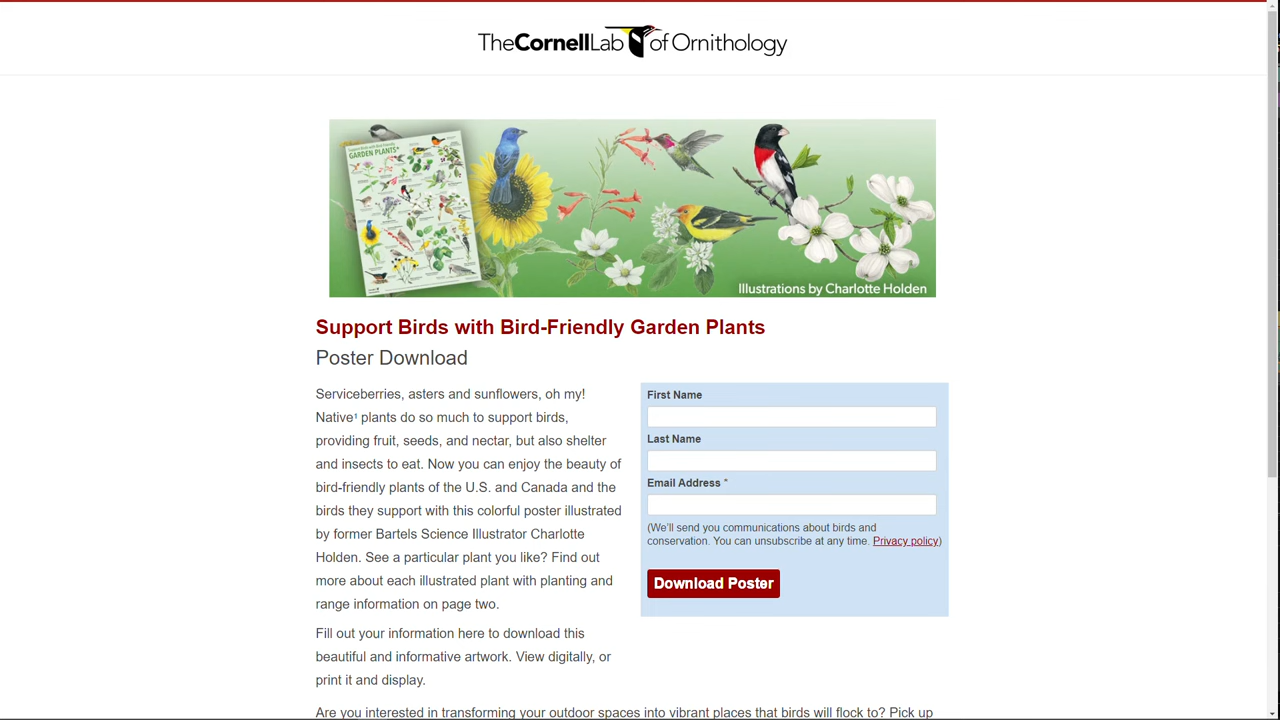 TheCornellLab of Ornithology
Support Birds with Bird-Friendly
GARDEN PLANTS
Illustrations by Charlotte Holden
Support Birds with Bird-Friendly Garden Plants
Poster Download
Serviceberries, asters and sunflowers, oh my!
Native¹ plants do so much to support birds,
providing fruit, seeds, and nectar, but also shelter
and insects to eat. Now you can enjoy the beauty of
bird-friendly plants of the U.S. and Canada and the
birds they support with this colorful poster illustrated
by former Bartels Science Illustrator Charlotte
Holden. See a particular plant you like? Find out
more about each illustrated plant with planting and
range information on page two.
Fill out your information here to download this
beautiful and informative artwork. View digitally, or
print it and display.
First Name
Last Name
Email Address *
(We'll send you communications about birds and
conservation. You can unsubscribe at any time. Privacy policy)
Download Poster
Are you interested in transforming your outdoor spaces into vibrant places that birds will flock to? Pick up